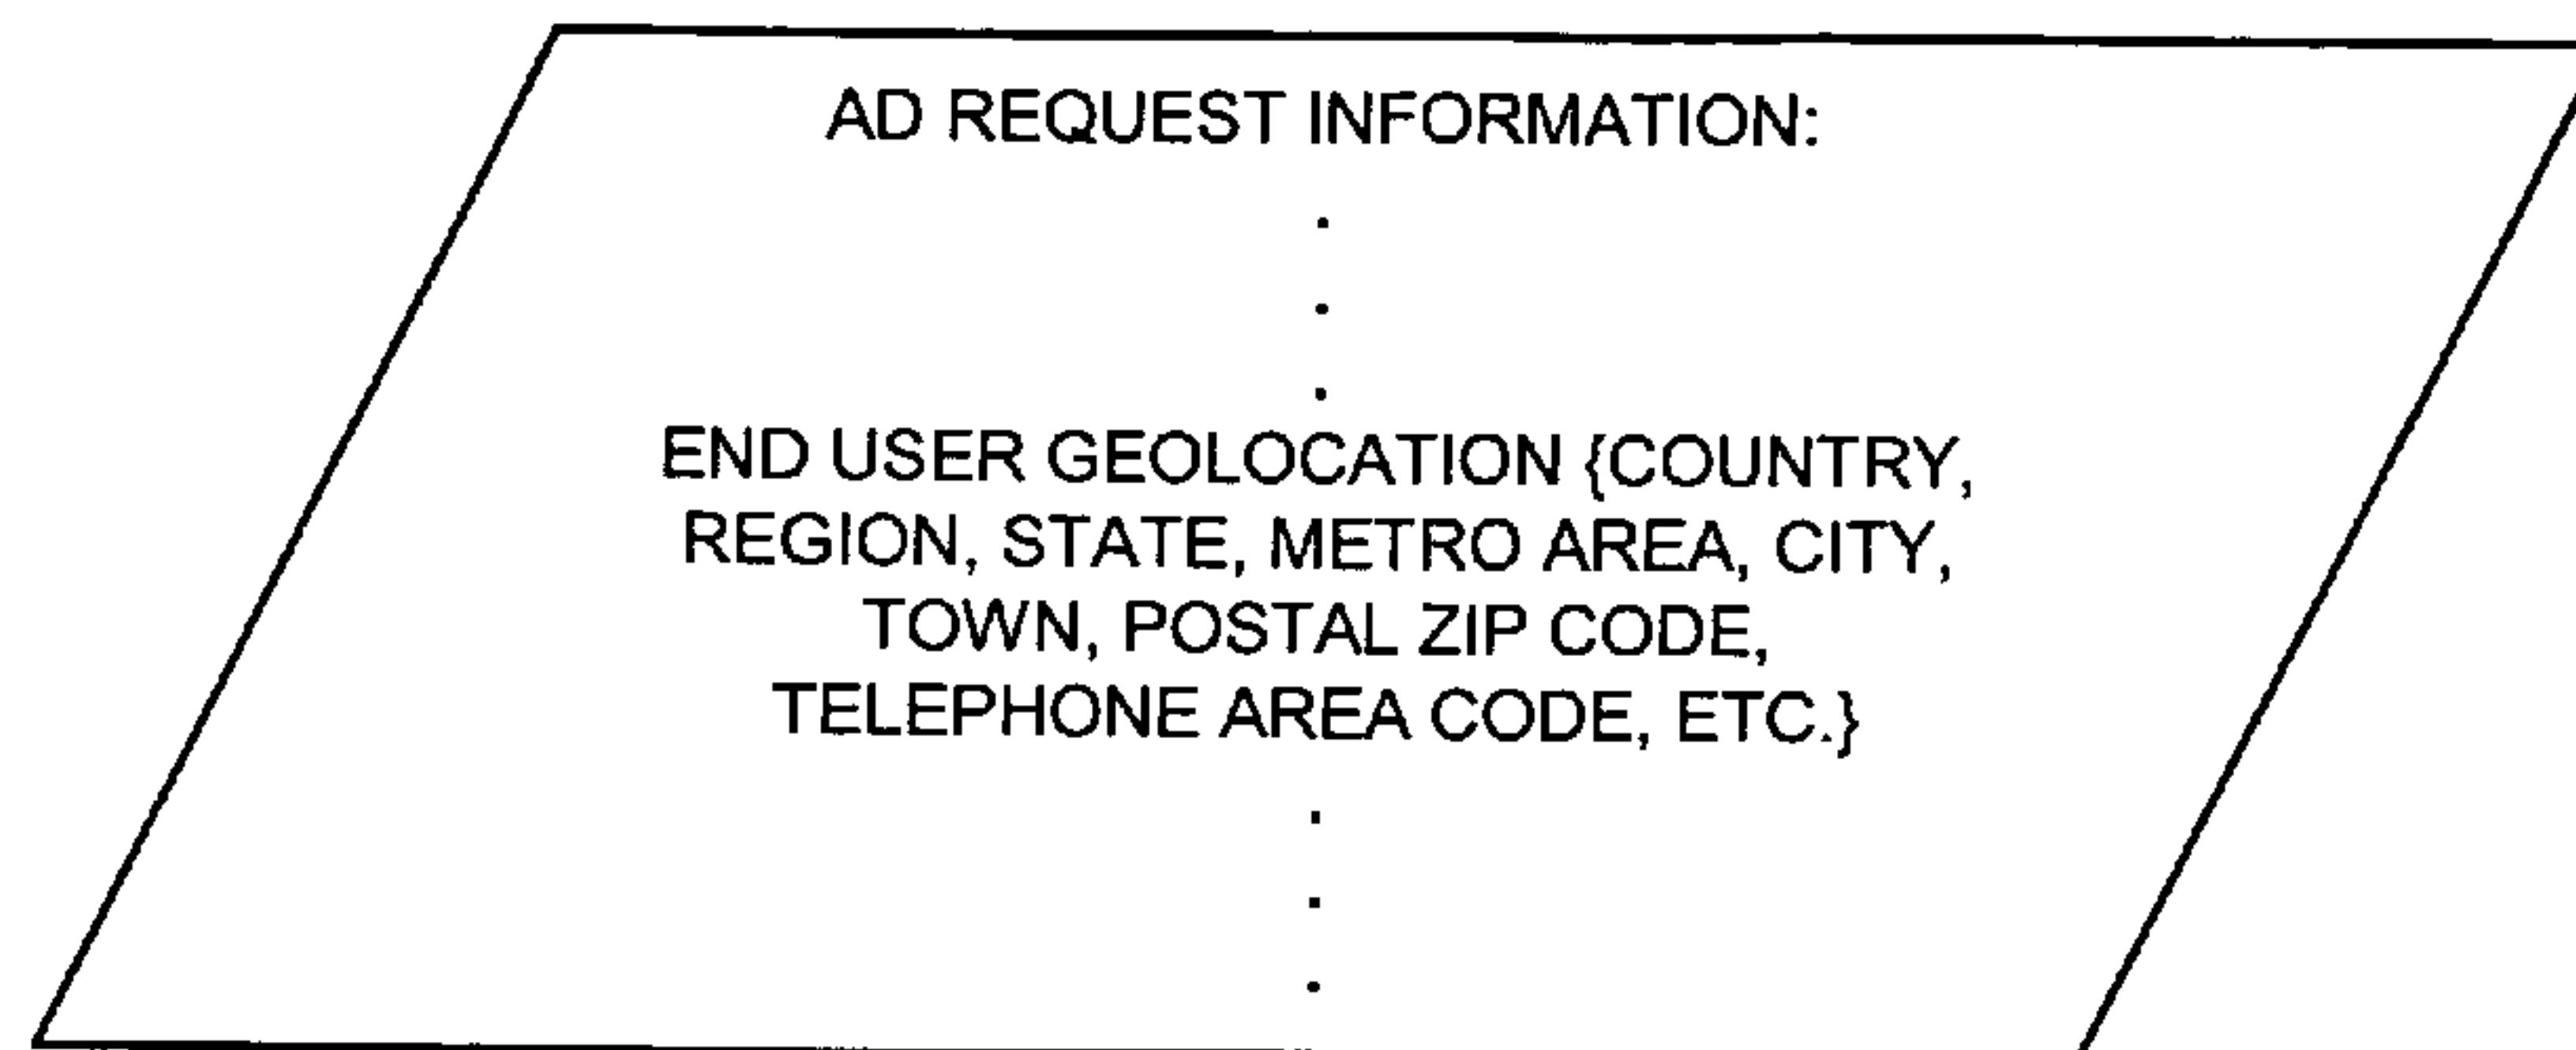 AD REQUEST INFORMATION:
.
.
.
END USER GEOLOCATION {COUNTRY,
REGION, STATE, METRO AREA, CITY,
TOWN, POSTAL ZIP CODE,
TELEPHONE AREA CODE, ETC.}
.
.
.